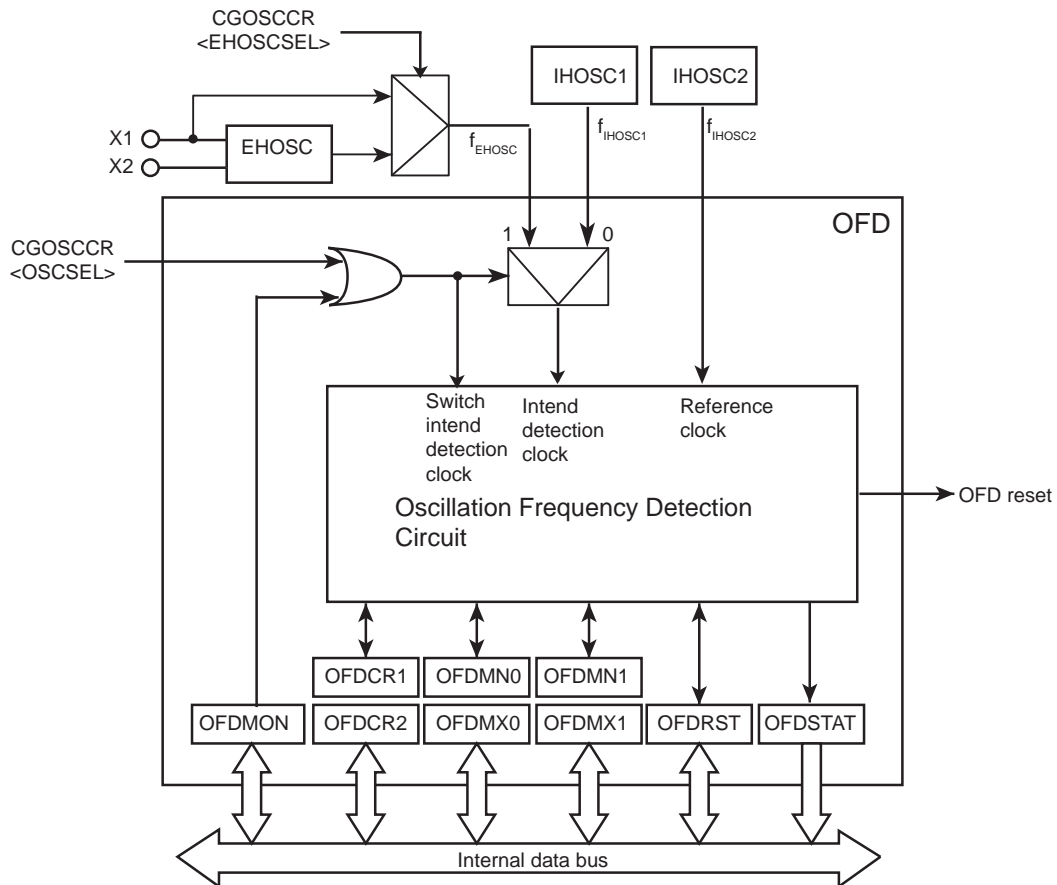 CGOSCCR
<EHOSCSEL>
IHOSC1
IHOSC2
X1
X2
EHOSC
fEHOSC
fIHOSC1
fIHOSC2
OFD
CGOSCCR
<OSCSEL>
1
0
Switch
intend
detection
clock
Intend
detection
clock
Reference
clock
Oscillation Frequency Detection
Circuit
OFD reset
OFDCR1
OFDMN0
OFDMN1
OFDMON
OFDCR2
OFDMX0
OFDMX1
OFDRST
OFDSTAT
Internal data bus